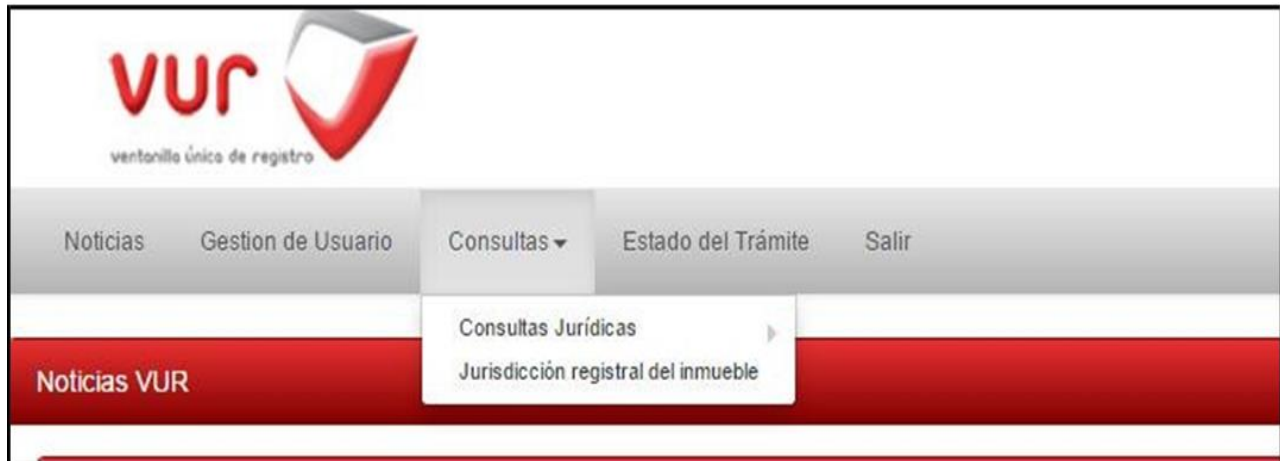 vur
ventanilla única de registro
Noticias Gestion de Usuario Consultas Estado del Trámite Salir
Consultas Jurídicas
Jurisdicción registral del inmueble
Noticias VUR